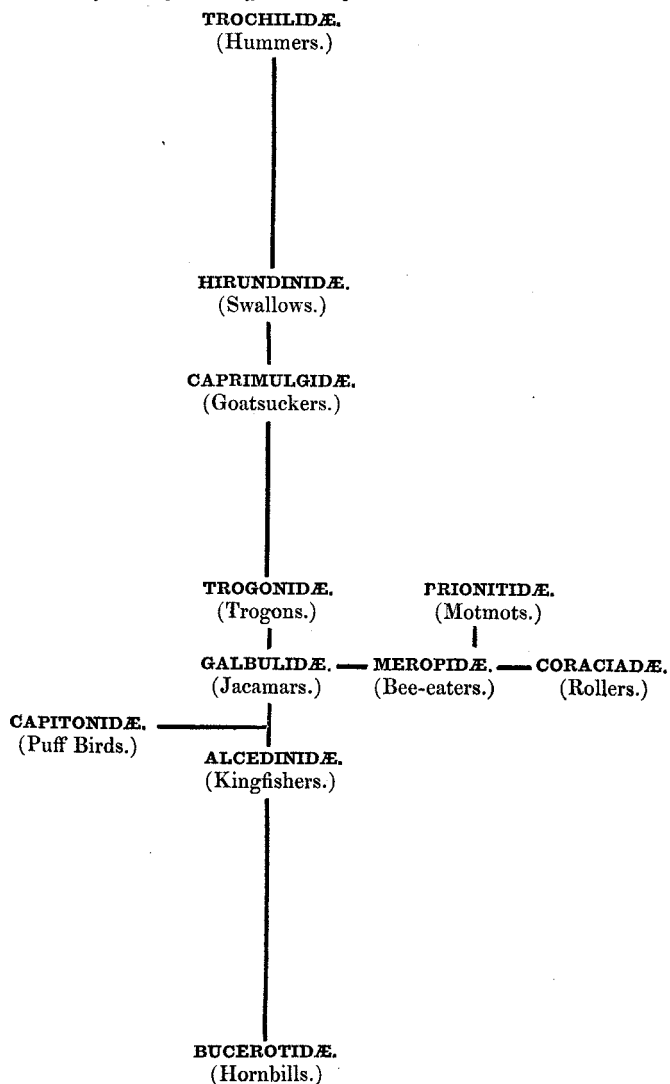 TROCHILIDÆ.
(Hummers.)
HIRUNDINIDÆ.
(Swallows.)
CAPRIMULGIDÆ.
(Goatsuckers.)
TROGONIDÆ. PRIONITIDÆ.
(Trogons.) (Motmots.)
GALBULIDÆ. MEROPIDÆ. CORACIADÆ.
(Jacamars.) (Bee-eaters.) (Rollers.)
CAPITONIDÆ.
(Puff Birds.)
ALCEDINIDÆ.
(Kingfishers.)
BUCEROTIDÆ.
(Hornbills.)